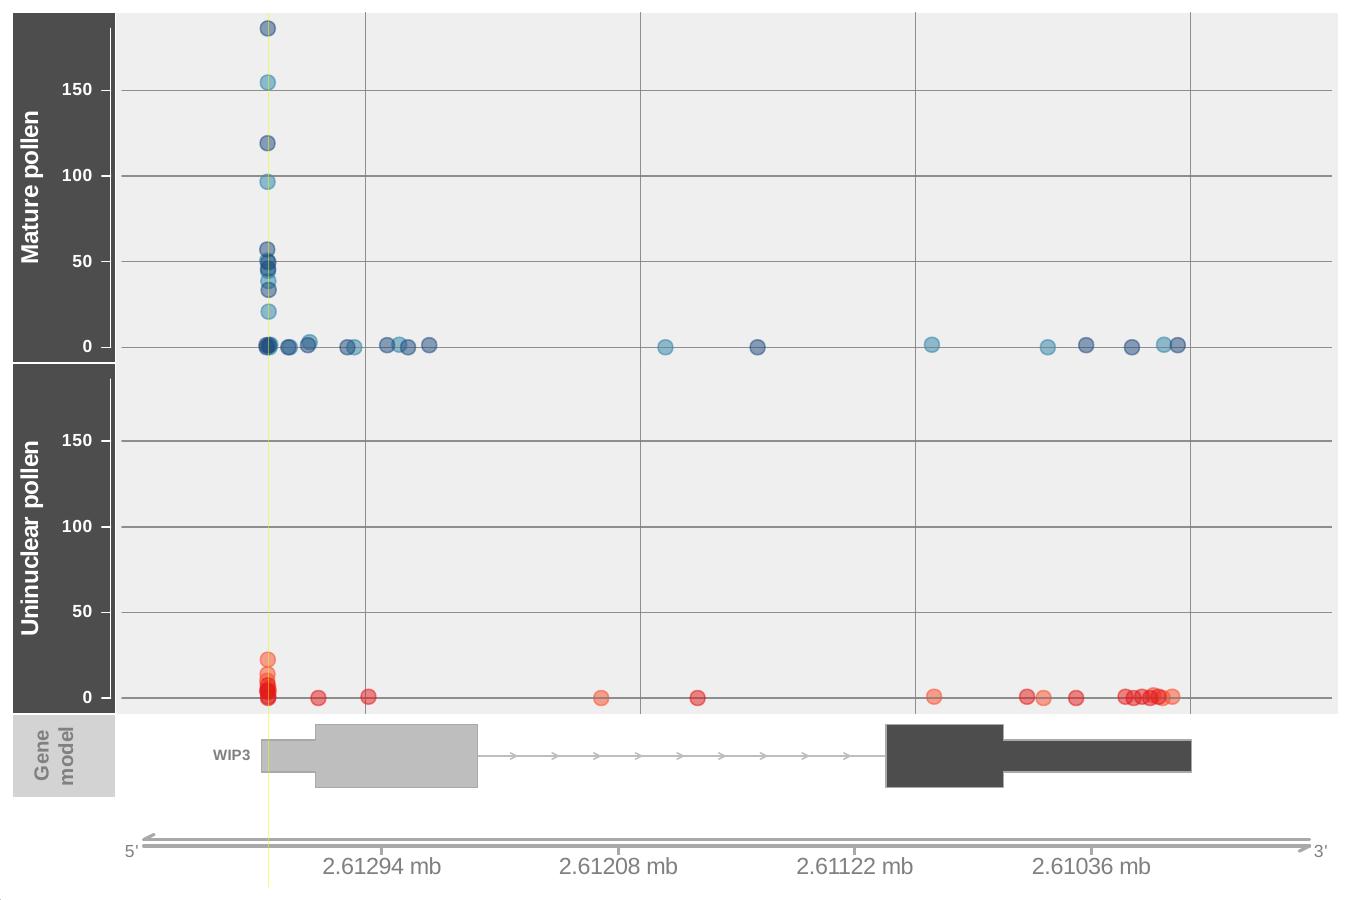 Mature pollen
150
100
50
0
Uninuclear pollen
150
100
50
0
Gene
model
WIP3
5'
3'
2.61294 mb
2.61208 mb
2.61122 mb
2.61036 mb